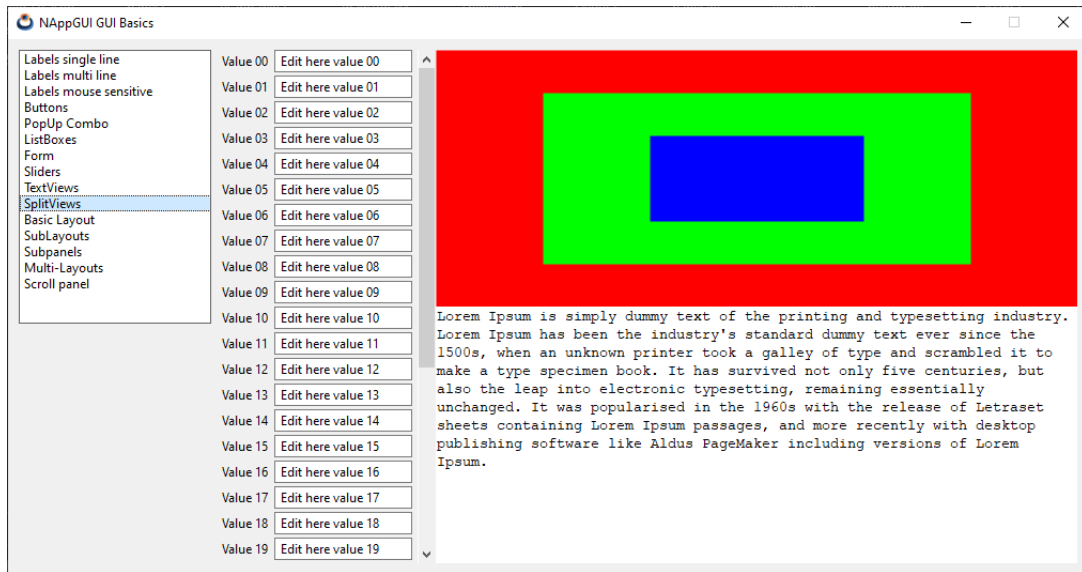 NAppGUI GUI Basics
Labels single line
Labels multi line
Labels mouse sensitive
Buttons
PopUp Combo
ListBoxes
Form
Sliders
TextViews
SplitViews
Basic Layout
SubLayouts
Subpanels
Multi-Layouts
Scroll panel
Value 00 Edit here value 00
Value 01 Edit here value 01
Value 02 Edit here value 02
Value 03 Edit here value 03
Value 04 Edit here value 04
Value 05 Edit here value 05
Value 06 Edit here value 06
Value 07 Edit here value 07
Value 08 Edit here value 08
Value 09 Edit here value 09
Value 10 Edit here value 10
Value 11 Edit here value 11
Value 12 Edit here value 12
Value 13 Edit here value 13
Value 14 Edit here value 14
Value 15 Edit here value 15
Value 16 Edit here value 16
Value 17 Edit here value 17
Value 18 Edit here value 18
Value 19 Edit here value 19
Lorem Ipsum is simply dummy text of the printing and typesetting industry.
Lorem Ipsum has been the industry's standard dummy text ever since the
1500s, when an unknown printer took a galley of type and scrambled it to
make a type specimen book. It has survived not only five centuries, but
also the leap into electronic typesetting, remaining essentially
unchanged. It was popularised in the 1960s with the release of Letraset
sheets containing Lorem Ipsum passages, and more recently with desktop
publishing software like Aldus PageMaker including versions of Lorem
Ipsum.